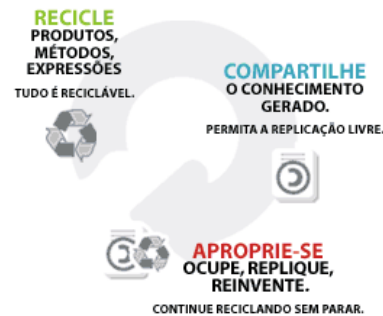 RECICLE
PRODUTOS,
MÉTODOS,
EXPRESSÕES
TUDO É RECICLÁVEL.
COMPARTILHE
O CONHECIMENTO
GERADO.
PERMITA A REPLICAÇÃO LIVRE.
APROPRIE-SE
OCUPE, REPLIQUE,
REINVENTE.
CONTINUE RECICLANDO SEM PARAR.